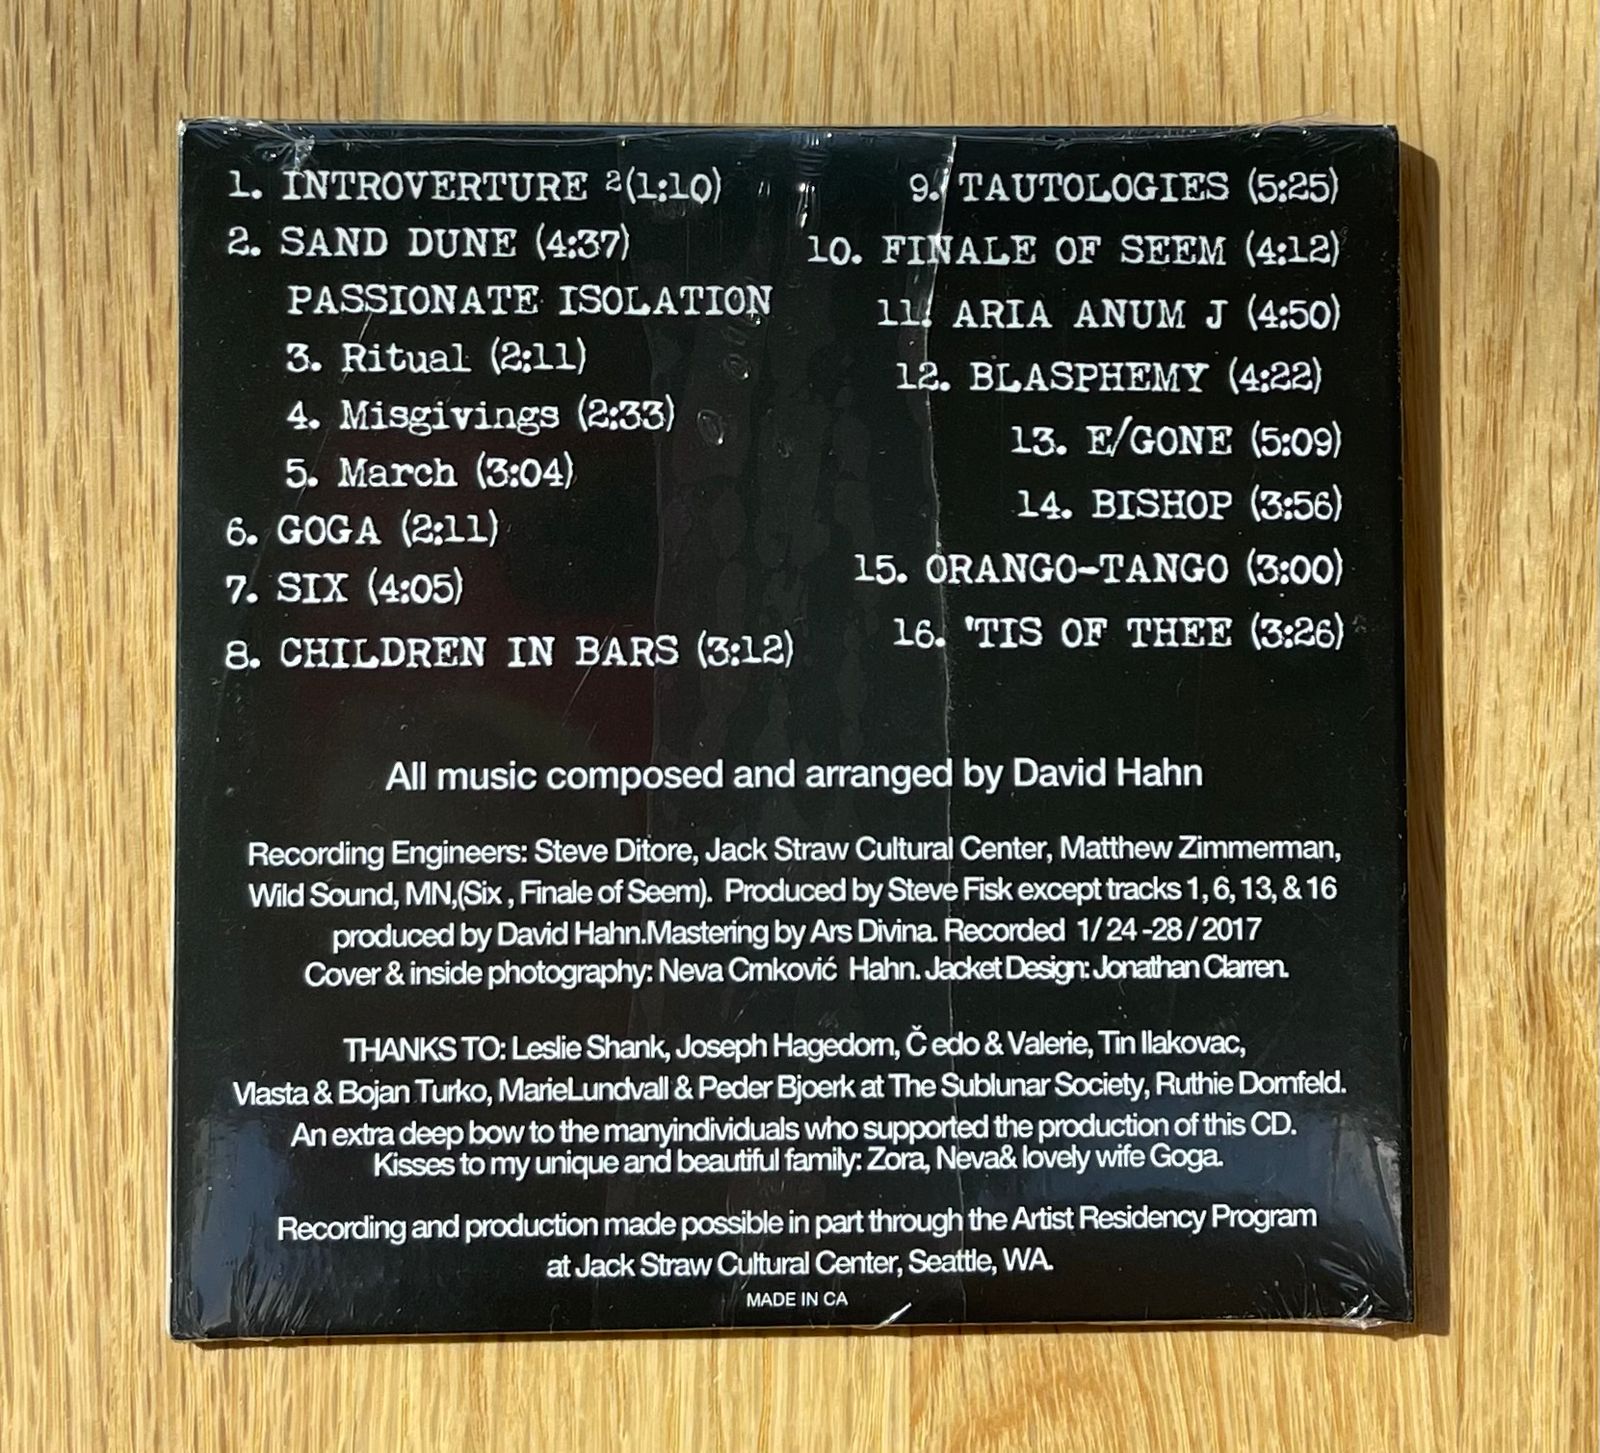 1. INTROVERTURE ²(1:10)
2. SAND DUNE (4:37)
PASSIONATE ISOLATION
3. Ritual (2:11)
4. Misgivings (2:33)
5. March (3:04)
6. GOGA (2:11)
7. SIX (4:05)
8. CHILDREN IN BARS (3:12)
9. TAUTOLOGIES (5:25)
10. FINALE OF SEEM (4:12)
11. ARIA ANUM J (4:50)
12. BLASPHEMY (4:22)
13. E/GONE (5:09)
14. BISHOP (3:56)
15. ORANGO-TANGO (3:00)
16. 'TIS OF THEE (3:26)
All music composed and arranged by David Hahn
Recording Engineers: Steve Ditore, Jack Straw Cultural Center, Matthew Zimmerman,
Wild Sound, MN,(Six , Finale of Seem). Produced by Steve Fisk except tracks 1, 6, 13, & 16
produced by David Hahn.Mastering by Ars Divina. Recorded 1/ 24 -28 / 2017
Cover & inside photography: Neva Crnković Hahn. Jacket Design: Jonathan Clarren.
THANKS TO: Leslie Shank, Joseph Hagedorn, Č edo & Valerie, Tin Ilakovac,
Vlasta & Bojan Turko, MarieLundvall & Peder Bjoerk at The Sublunar Society, Ruthie Dornfeld.
An extra deep bow to the manyindividuals who supported the production of this CD.
Kisses to my unique and beautiful family: Zora, Neva& lovely wife Goga.
Recording and production made possible in part through the Artist Residency Program
at Jack Straw Cultural Center, Seattle, WA.
MADE IN CA